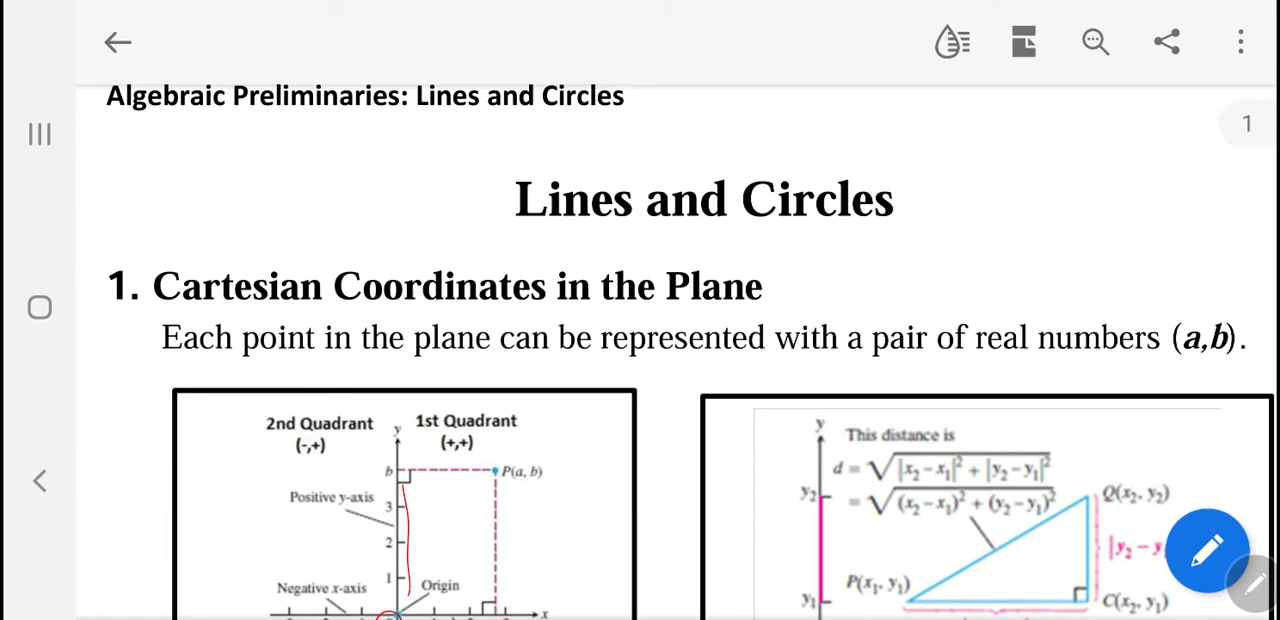 Algebraic Preliminaries: Lines and Circles
1
Lines and Circles
1. Cartesian Coordinates in the Plane
Each point in the plane can be represented with a pair of real numbers (a,b).
2nd Quadrant
(-,+)
y
1st Quadrant
(+,+)
b
P(a, b)
Positive y-axis
3
2
1
Negative x-axis
Origin
x
y
This distance is
d = √|x₂ – x₁|² + |y₂ – y₁|²
= √(x₂ – x₁)² + (y₂ – y₁)²
y₂
Q(x₂, y₂)
|y₂ – y
P(x₁, y₁)
y₁
C(x₂, y₁)